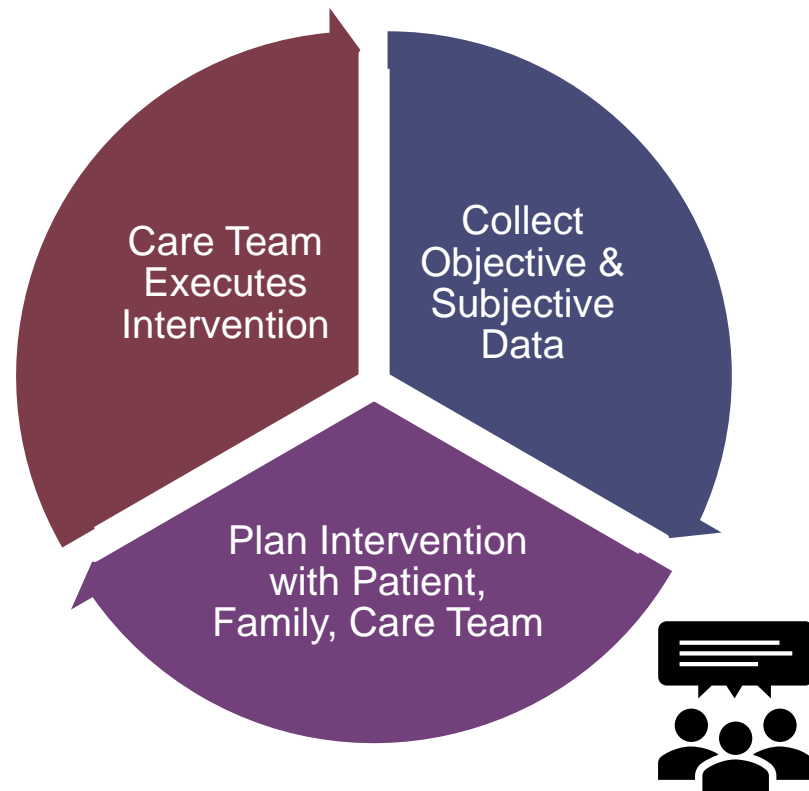 Collect
Objective &
Subjective
Data
Plan Intervention
with Patient,
Family, Care Team
Care Team
Executes
Intervention